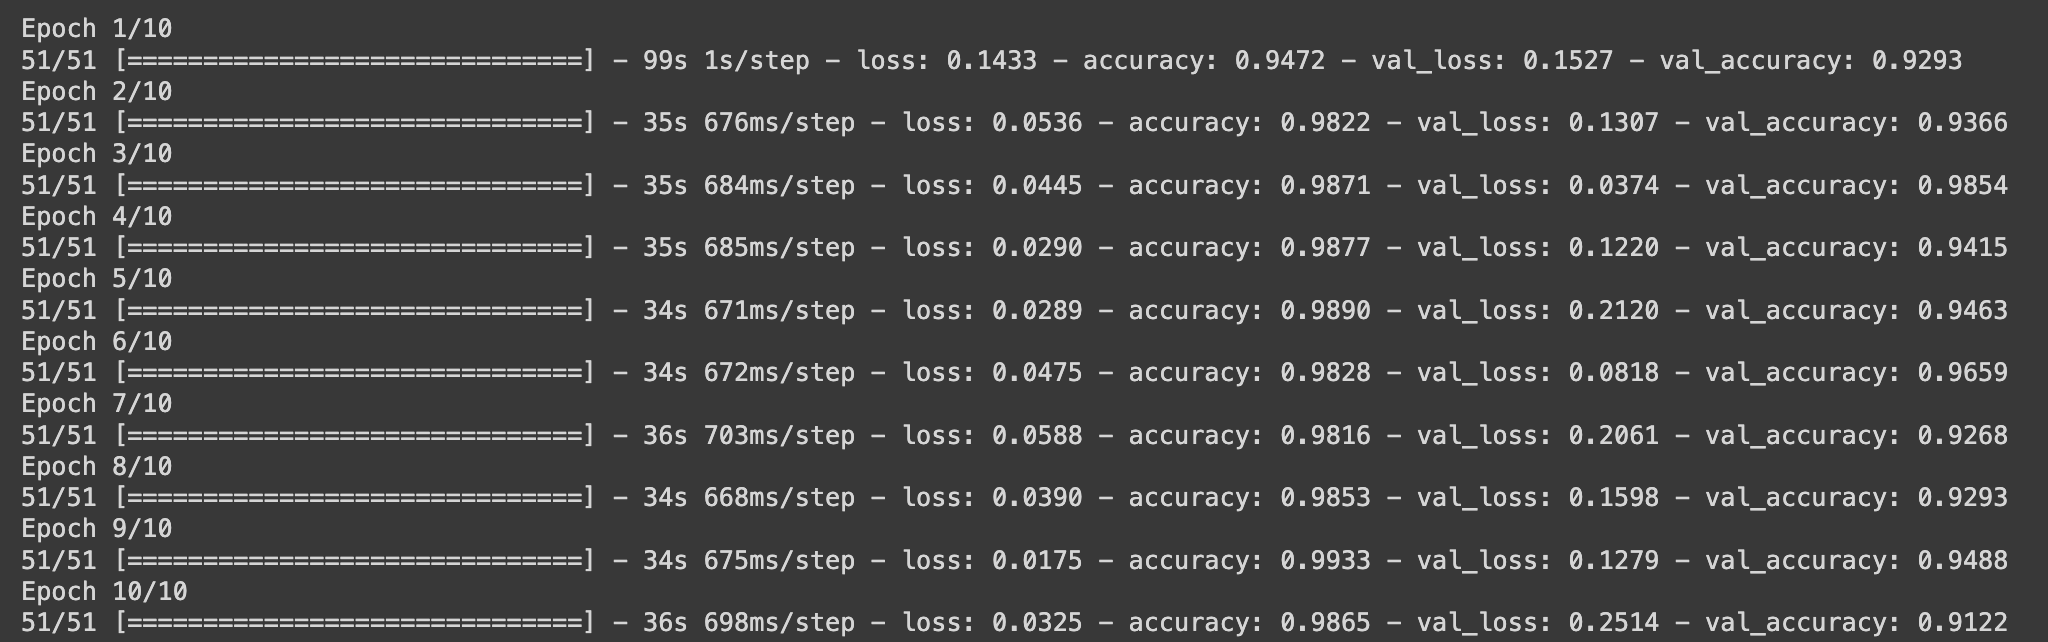 Epoch 1/10
51/51 [==============================] - 99s 1s/step - loss: 0.1433 - accuracy: 0.9472 - val_loss: 0.1527 - val_accuracy: 0.9293
Epoch 2/10
51/51 [==============================] - 35s 676ms/step - loss: 0.0536 - accuracy: 0.9822 - val_loss: 0.1307 - val_accuracy: 0.9366
Epoch 3/10
51/51 [==============================] - 35s 684ms/step - loss: 0.0445 - accuracy: 0.9871 - val_loss: 0.0374 - val_accuracy: 0.9854
Epoch 4/10
51/51 [==============================] - 35s 685ms/step - loss: 0.0290 - accuracy: 0.9877 - val_loss: 0.1220 - val_accuracy: 0.9415
Epoch 5/10
51/51 [==============================] - 34s 671ms/step - loss: 0.0289 - accuracy: 0.9890 - val_loss: 0.2120 - val_accuracy: 0.9463
Epoch 6/10
51/51 [==============================] - 34s 672ms/step - loss: 0.0475 - accuracy: 0.9828 - val_loss: 0.0818 - val_accuracy: 0.9659
Epoch 7/10
51/51 [==============================] - 36s 703ms/step - loss: 0.0588 - accuracy: 0.9816 - val_loss: 0.2061 - val_accuracy: 0.9268
Epoch 8/10
51/51 [==============================] - 34s 668ms/step - loss: 0.0390 - accuracy: 0.9853 - val_loss: 0.1598 - val_accuracy: 0.9293
Epoch 9/10
51/51 [==============================] - 34s 675ms/step - loss: 0.0175 - accuracy: 0.9933 - val_loss: 0.1279 - val_accuracy: 0.9488
Epoch 10/10
51/51 [==============================] - 36s 698ms/step - loss: 0.0325 - accuracy: 0.9865 - val_loss: 0.2514 - val_accuracy: 0.9122